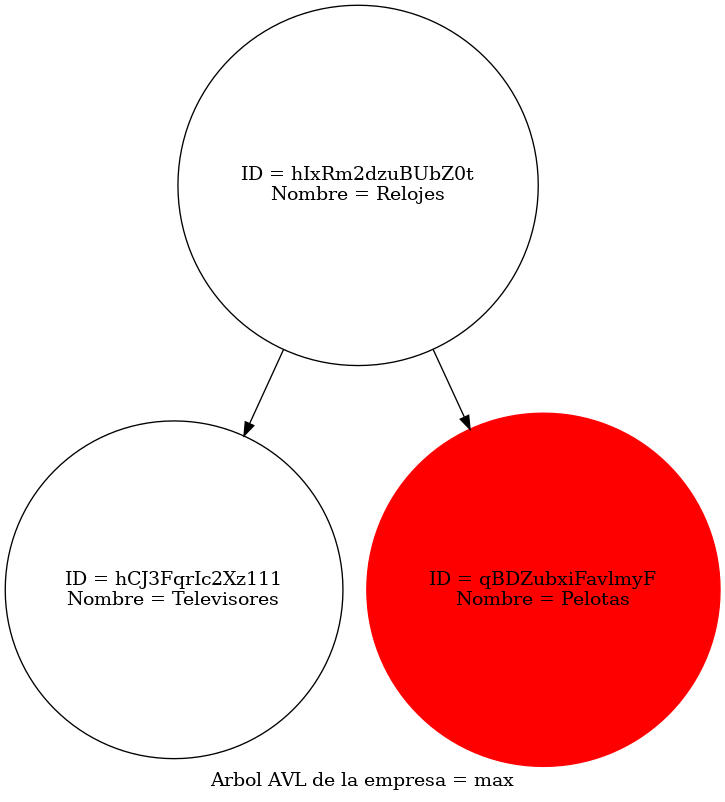 ID = hIxRm2dzuBUbZ0t
Nombre = Relojes
ID = hCJ3FqrIc2Xz111
Nombre = Televisores
ID = qBDZubxiFavlmyF
Nombre = Pelotas
Arbol AVL de la empresa = max